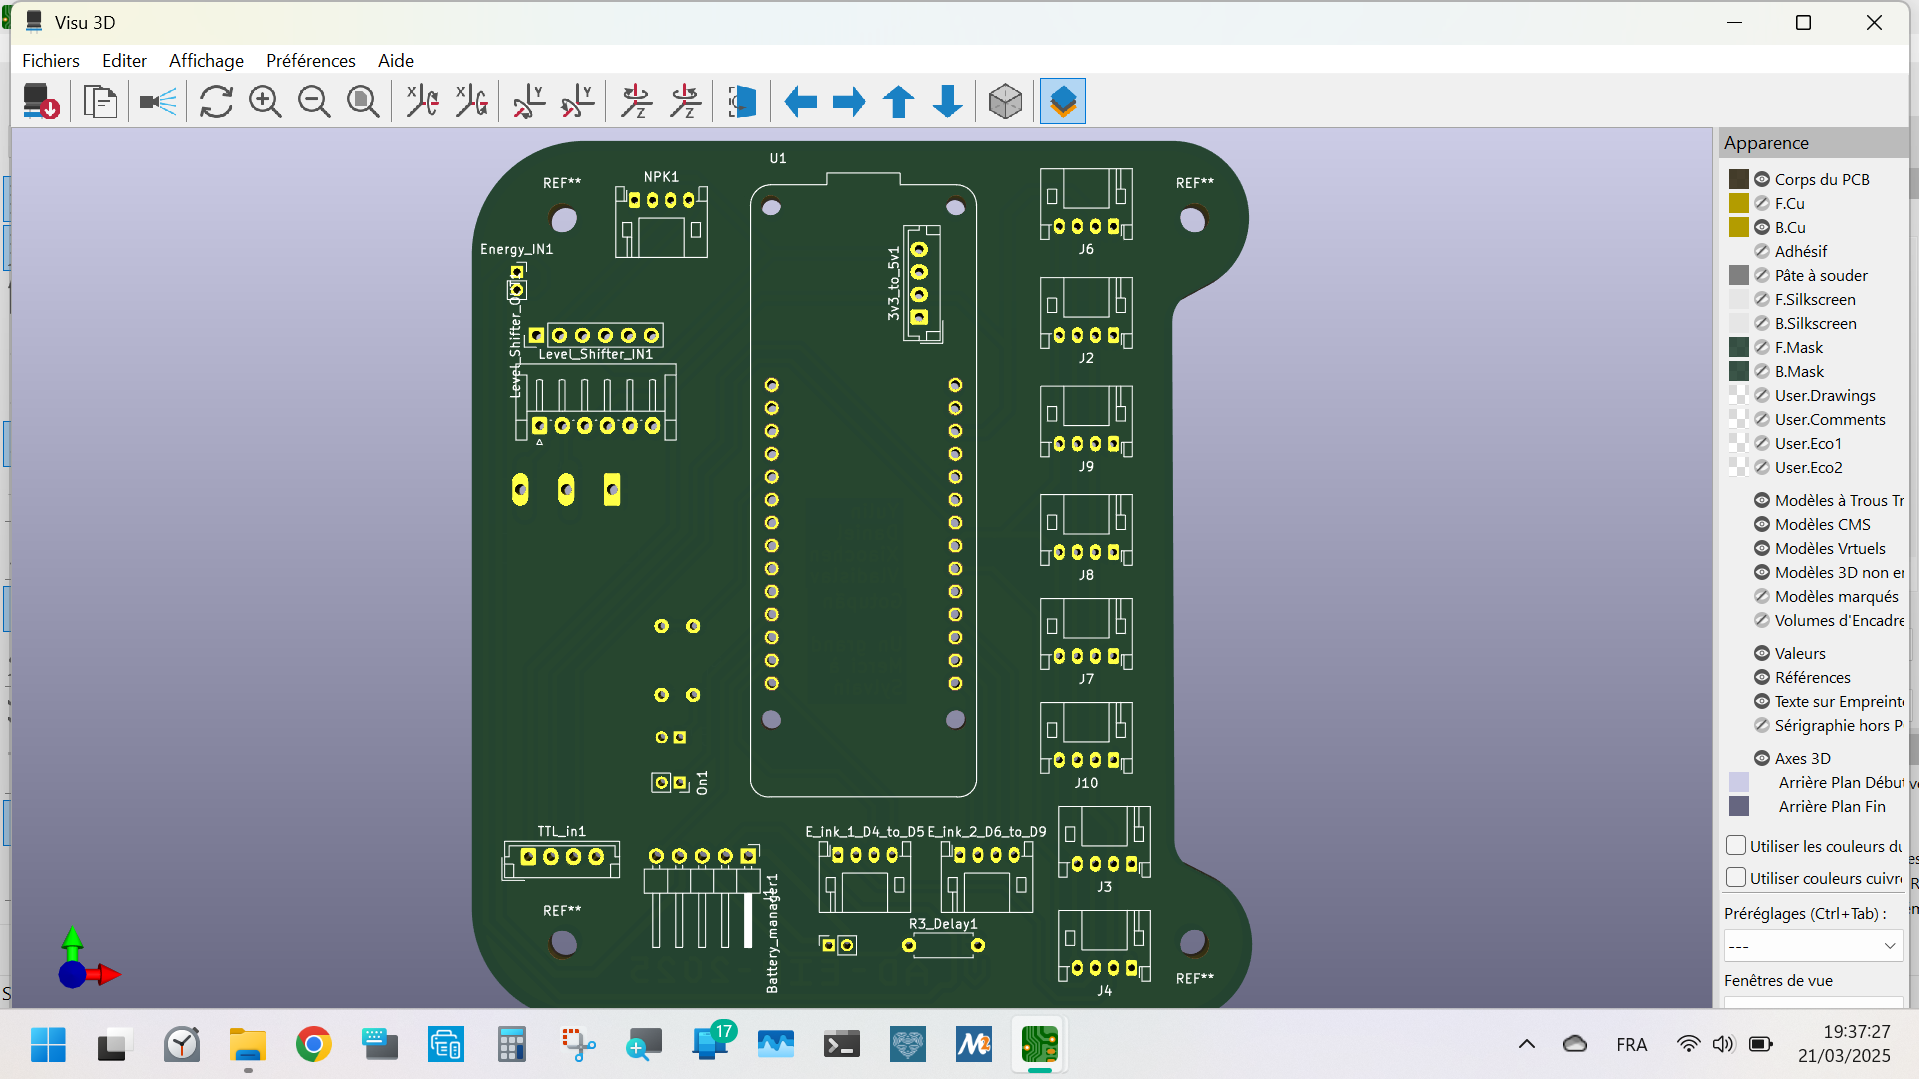 Visu 3D
Fichiers Editer Affichage Préférences Aide
U1
REF**
NPK1
REF**
Energy_IN1
3v3_to_5v1
Level_Shifter_IN1
J6
J2
J9
J8
J7
J10
On1
TTL_in1
E_ink_1_D4_to_D5
E_ink_2_D6_to_D9
J3
Battery_manager1
REF**
R3_Delay1
REF**
J4
Apparence
Corps du PCB
F.Cu
B.Cu
Adhésif
Pâte à souder
F.Silkscreen
B.Silkscreen
F.Mask
B.Mask
User.Drawings
User.Comments
User.Eco1
User.Eco2
Modèles à Trous Tr
Modèles CMS
Modèles Vrtuels
Modèles 3D non e
Modèles marqués
Volumes d'Encadre
Valeurs
Références
Texte sur Empreint
Sérigraphie hors P
Axes 3D
Arrière Plan Début
Arrière Plan Fin
Utiliser les couleurs du
Utiliser couleurs cuivre
Préréglages (Ctrl+Tab) :
---
Fenêtres de vue
17
FRA
19:37:27
21/03/2025